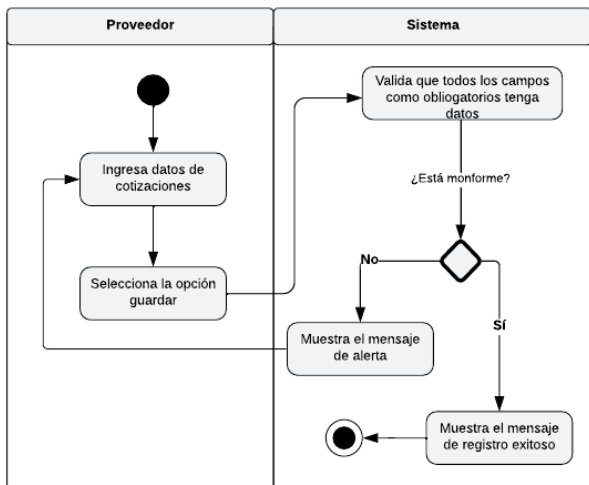 Proveedor
Sistema
Valida que todos los campos
como obliogatorios tenga
datos
Ingresa datos de
cotizaciones
¿Está monforme?
Selecciona la opción
guardar
No
Sí
Muestra el mensaje
de alerta
Muestra el mensaje
de registro exitoso